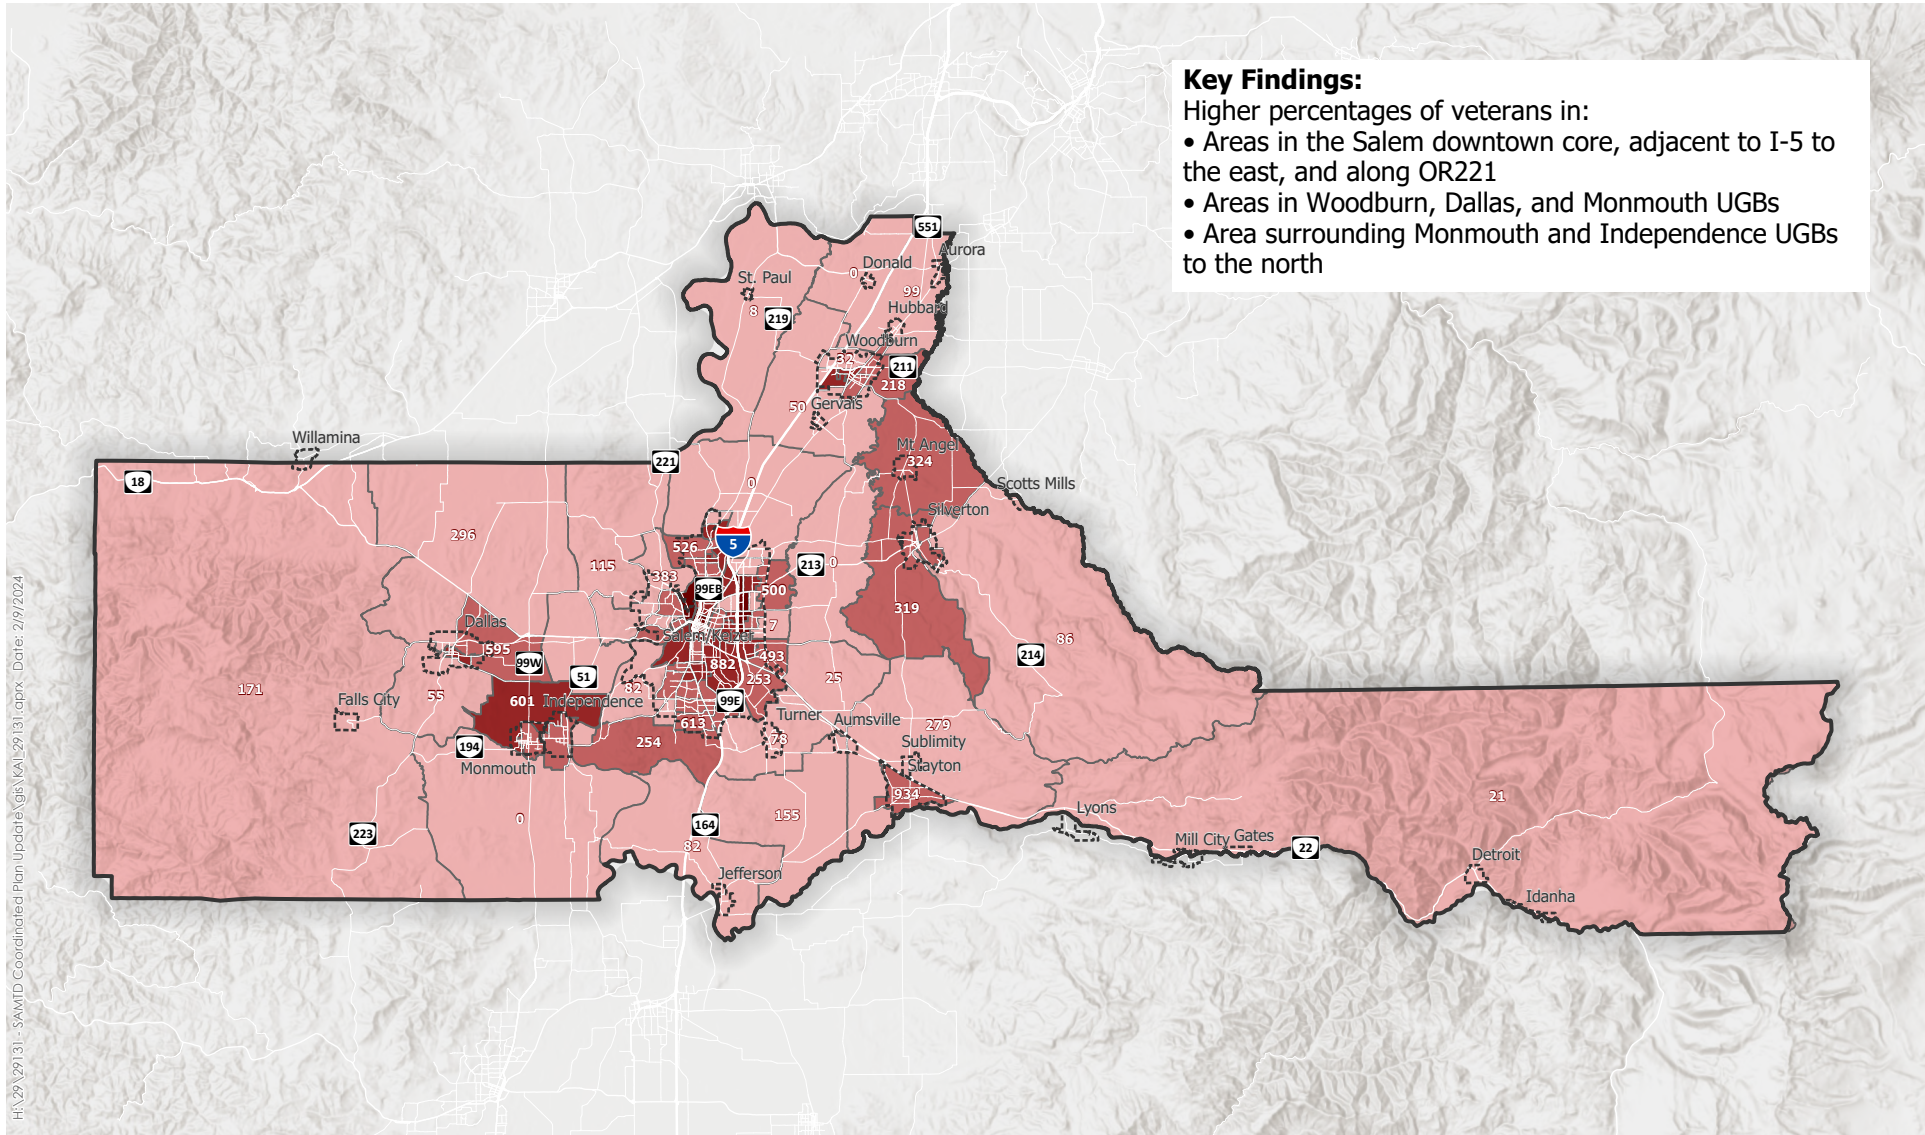 Key Findings:
Higher percentages of veterans in:
• Areas in the Salem downtown core, adjacent to I-5 to
the east, and along OR221
• Areas in Woodburn, Dallas, and Monmouth UGBs
• Area surrounding Monmouth and Independence UGBs
to the north
551
Aurora
Donald
0
St. Paul
99
8
219
Hubbard
Woodburn
32
211
218
50
Gervais
Willamina
Mt Angel
221
324
18
0
Scotts Mills
Silverton
296
526
5
115
213
0
383
99EB
500
319
Dallas
7
Salem/Keizer
86
595
99W
882
493
214
51
253
25
171
55
82
Falls City
601
Independence
99E
613
Turner
Aumsville
279
194
254
78
Sublimity
Monmouth
Stayton
934
21
Lyons
155
0
164
223
82
Mill City
Gates
22
Detroit
Jefferson
Idanha
H:\29\29131 - SAMTD Coordinated Plan Update\gis\KAI_29131.aprx Date: 2/9/2024